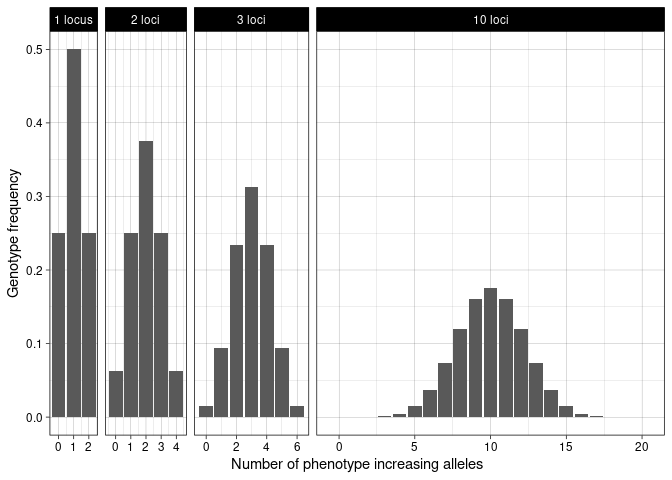 1 locus 2 loci 3 loci 10 loci
0.5
0.4
0.3
0.2
0.1
0.0
Genotype frequency
0 1 2 0 1 2 3 4 0 2 4 6 0 5 10 15 20
Number of phenotype increasing alleles